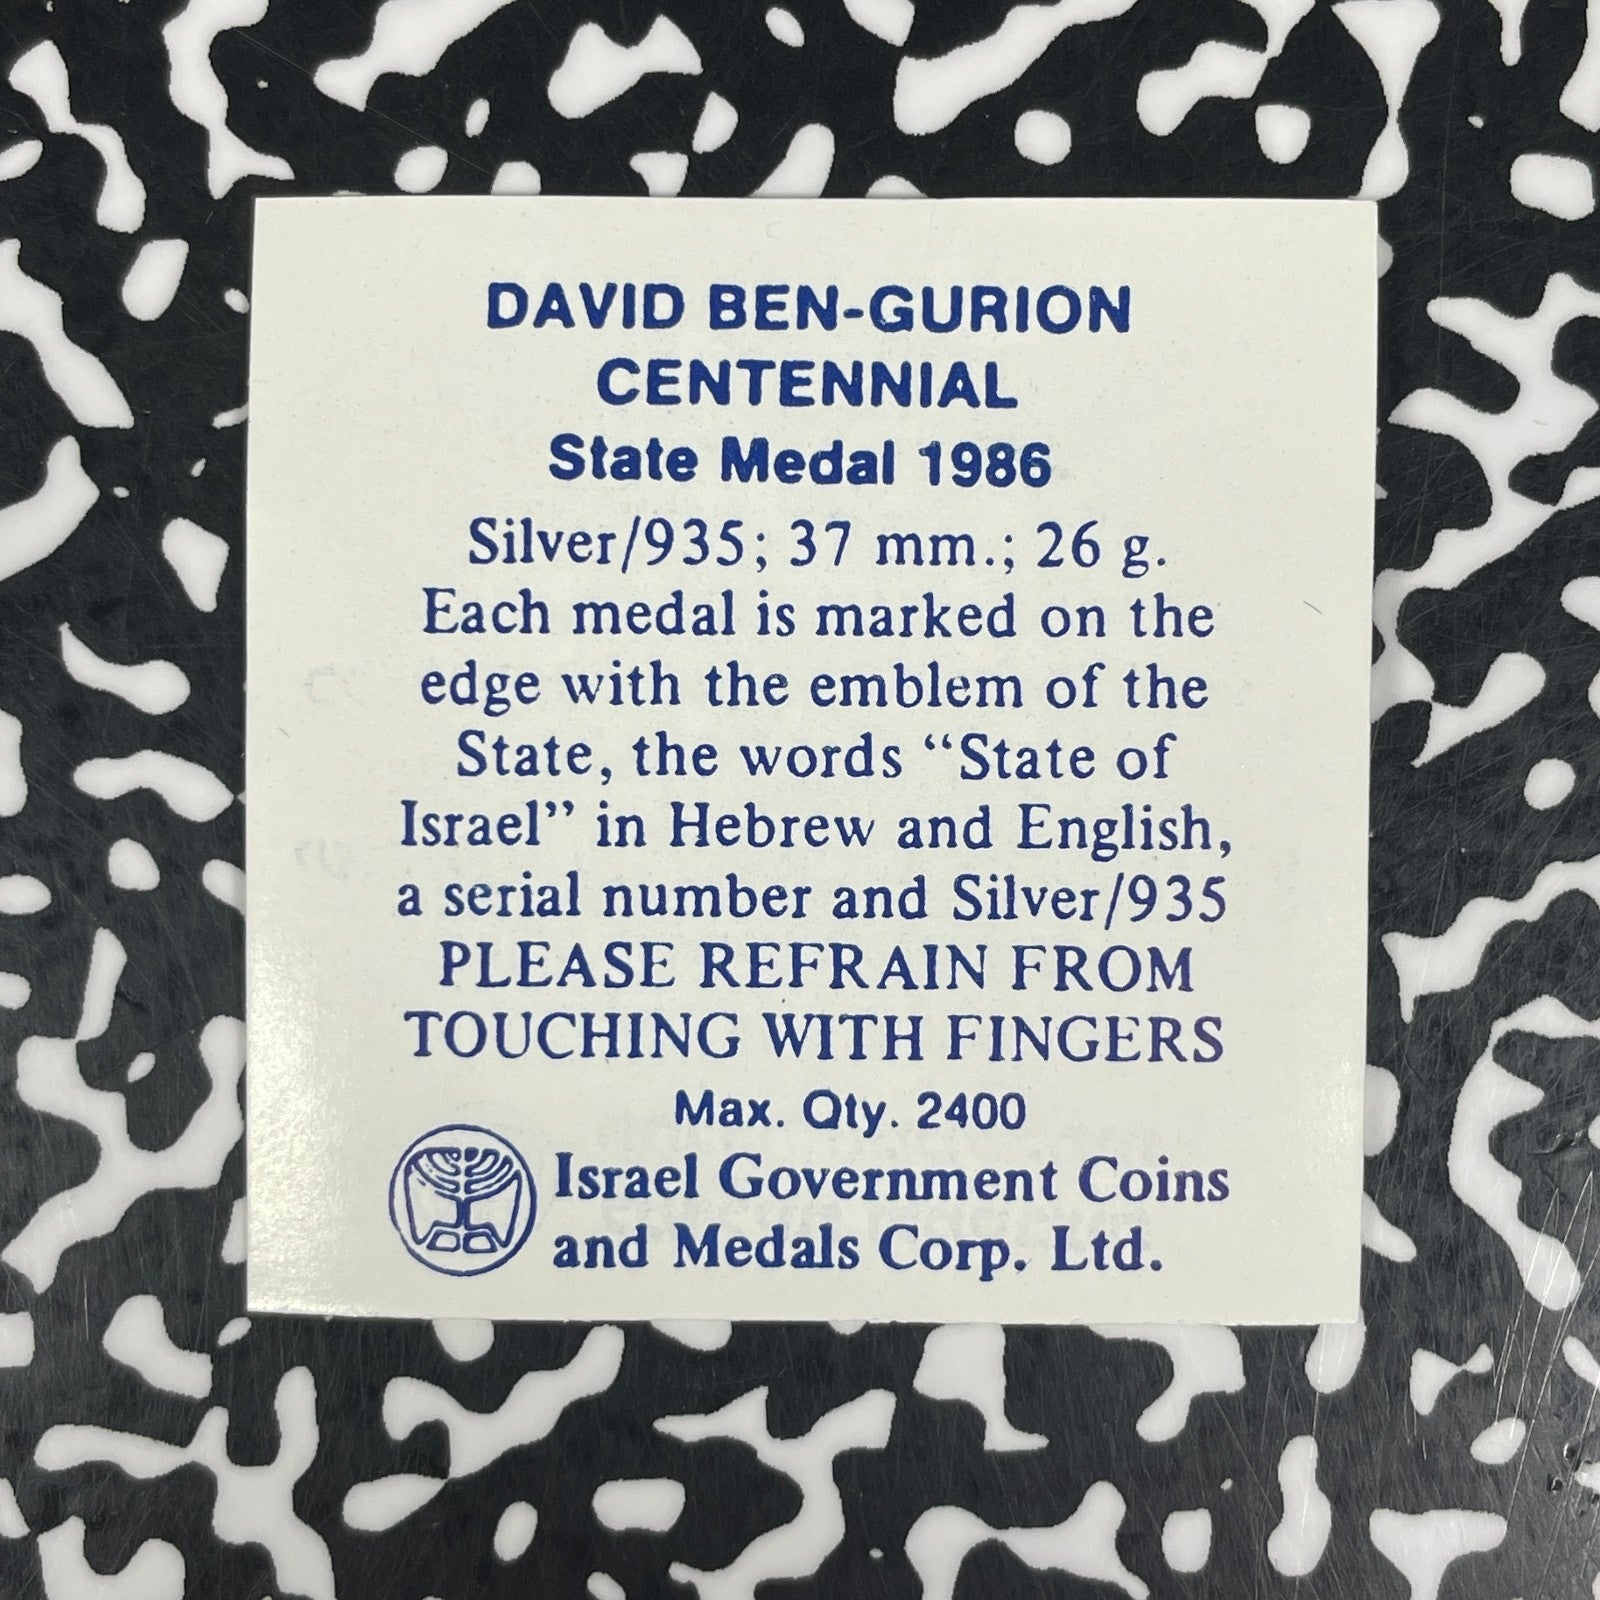 DAVID BEN-GURION
CENTENNIAL
State Medal 1986
Silver/935; 37 mm.; 26 g.
Each medal is marked on the
edge with the emblem of the
State, the words “State of
Israel” in Hebrew and English,
a serial number and Silver/935
PLEASE REFRAIN FROM
TOUCHING WITH FINGERS
Max. Qty. 2400
Israel Government Coins
and Medals Corp. Ltd.